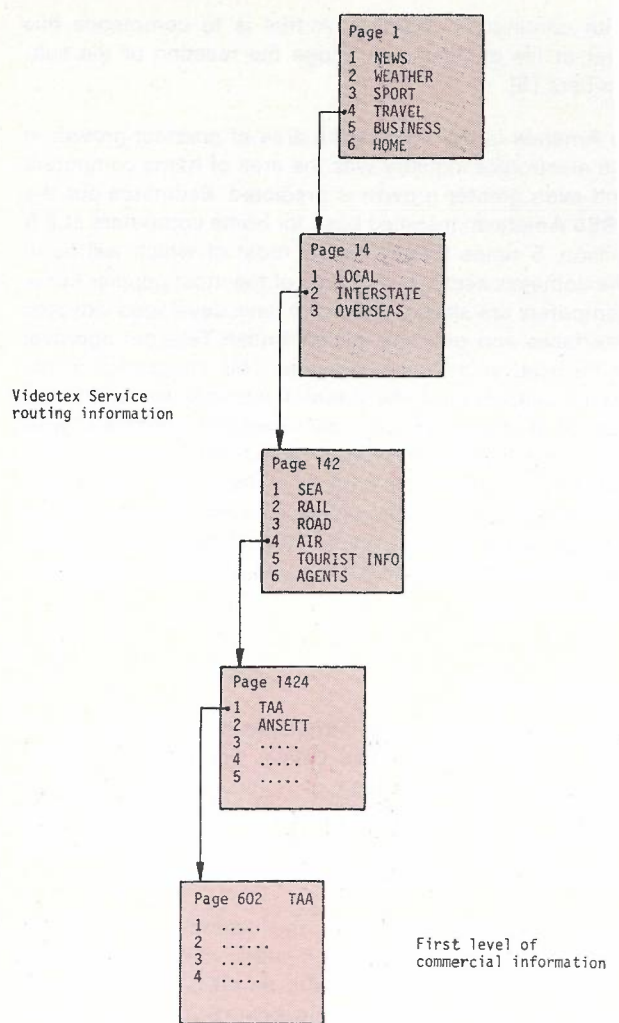 Page 1
1 NEWS
2 WEATHER
3 SPORT
4 TRAVEL
5 BUSINESS
6 HOME
Page 14
1 LOCAL
2 INTERSTATE
3 OVERSEAS
Videotex Service
routing information
Page 142
1 SEA
2 RAIL
3 ROAD
4 AIR
5 TOURIST INFO
6 AGENTS
Page 1424
1 TAA
2 ANSETT
3 .....
4 .....
5 .....
Page 602 TAA
1 .....
2 ......
3 ....
4 .....
First level of
commercial information